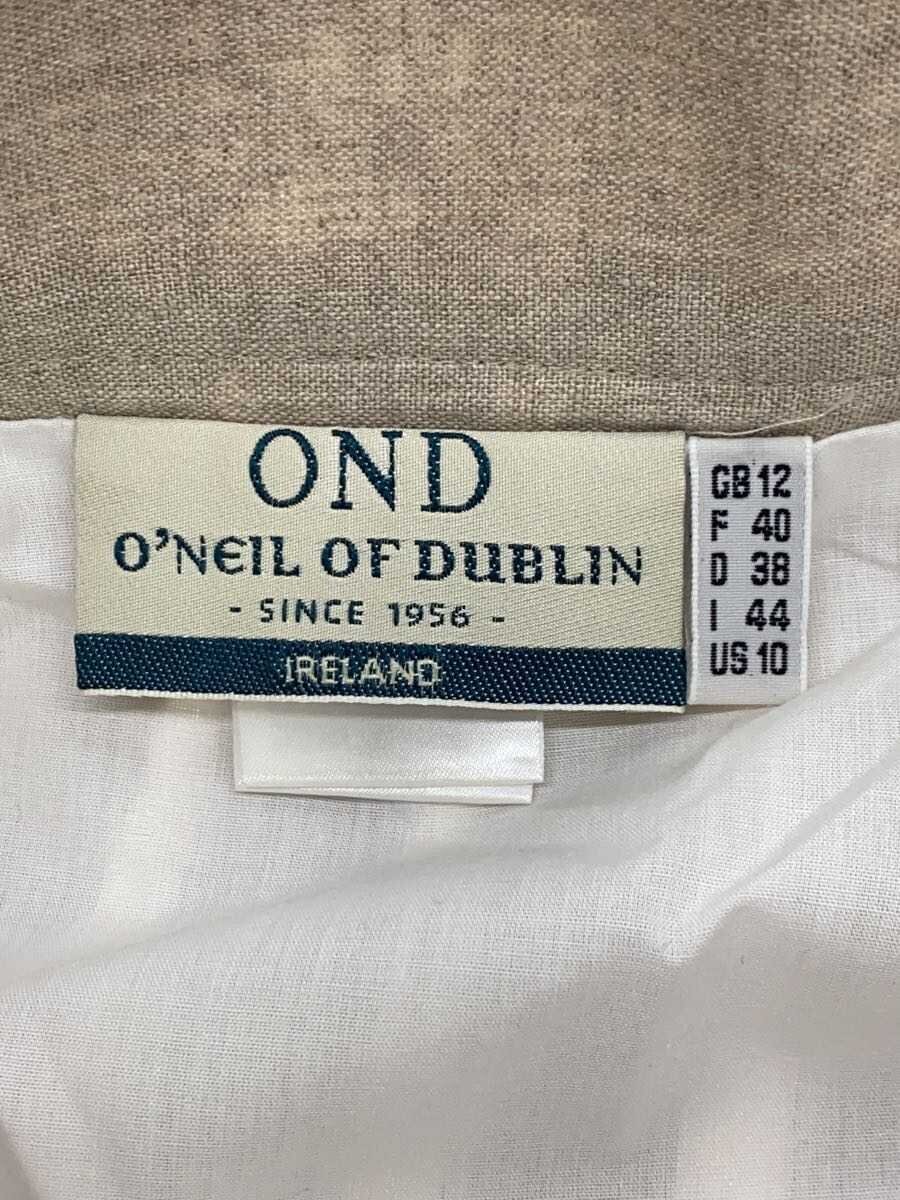 OND
O'NEIL OF DUBLIN
- SINCE 1956 -
IRELAND
GB 12
F 40
D 38
I 44
US 10